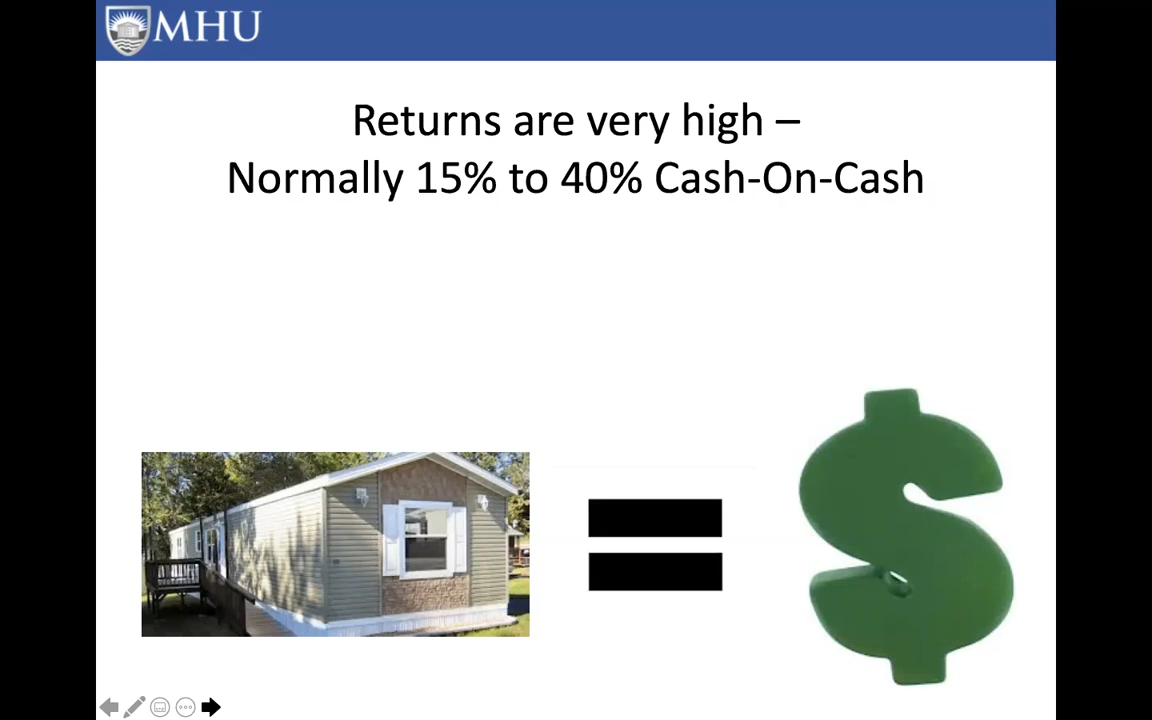 MHU
Returns are very high –
Normally 15% to 40% Cash-On-Cash